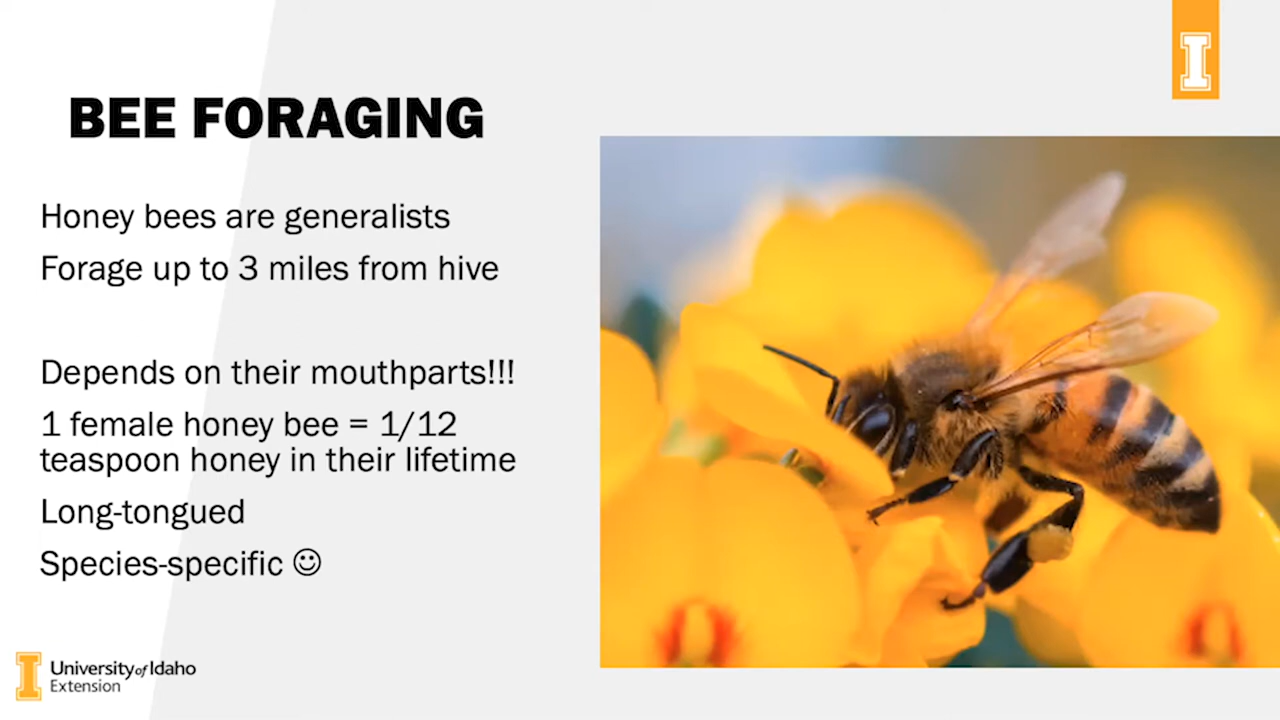 I
BEE FORAGING
Honey bees are generalists
Forage up to 3 miles from hive
Depends on their mouthparts!!!
1 female honey bee = 1/12
teaspoon honey in their lifetime
Long-tongued
Species-specific ☺
I
University of Idaho
Extension